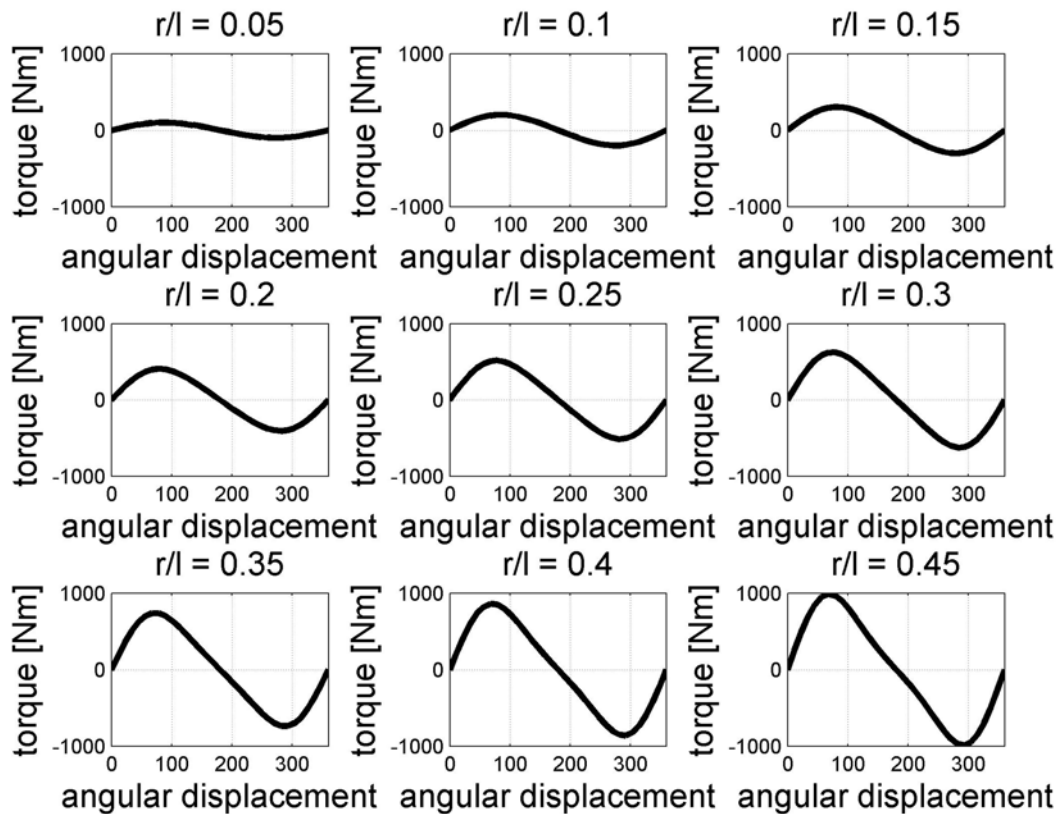 r/l = 0.05
torque [Nm]
1000
0
-1000
0 100 200 300
angular displacement
r/l = 0.1
torque [Nm]
1000
0
-1000
0 100 200 300
angular displacement
r/l = 0.15
torque [Nm]
1000
0
-1000
0 100 200 300
angular displacement
r/l = 0.2
torque [Nm]
1000
0
-1000
0 100 200 300
angular displacement
r/l = 0.25
torque [Nm]
1000
0
-1000
0 100 200 300
angular displacement
r/l = 0.3
torque [Nm]
1000
0
-1000
0 100 200 300
angular displacement
r/l = 0.35
torque [Nm]
1000
0
-1000
0 100 200 300
angular displacement
r/l = 0.4
torque [Nm]
1000
0
-1000
0 100 200 300
angular displacement
r/l = 0.45
torque [Nm]
1000
0
-1000
0 100 200 300
angular displacement